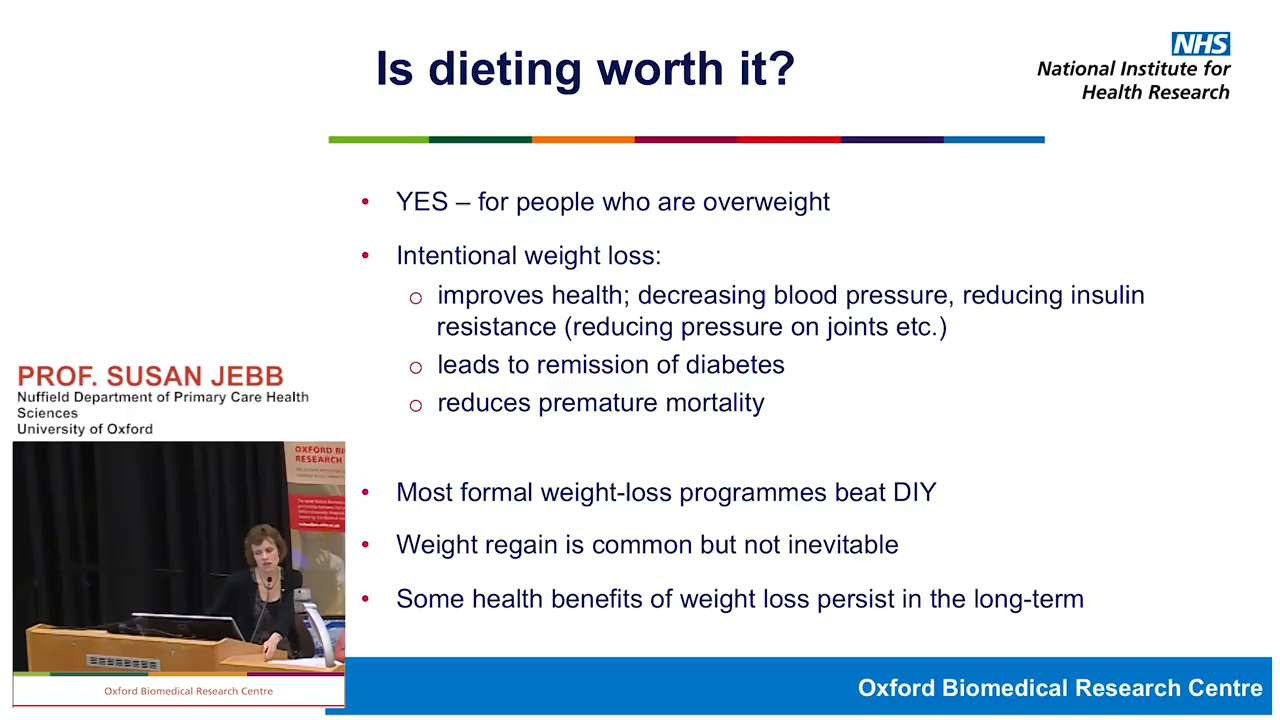 Is dieting worth it?
NHS
National Institute for
Health Research
• YES – for people who are overweight
• Intentional weight loss:
o improves health; decreasing blood pressure, reducing insulin
resistance (reducing pressure on joints etc.)
o leads to remission of diabetes
o reduces premature mortality
• Most formal weight-loss programmes beat DIY
• Weight regain is common but not inevitable
• Some health benefits of weight loss persist in the long-term
PROF. SUSAN JEBB
Nuffield Department of Primary Care Health
Sciences
University of Oxford
OXFORD BI
RESEARCH
Oxford Biomedical Research Centre
Oxford Biomedical Research Centre